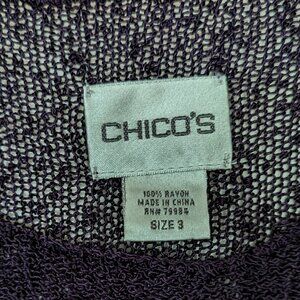 CHICO'S
100% RAYON
MADE IN CHINA
RN# 79984
SIZE 3